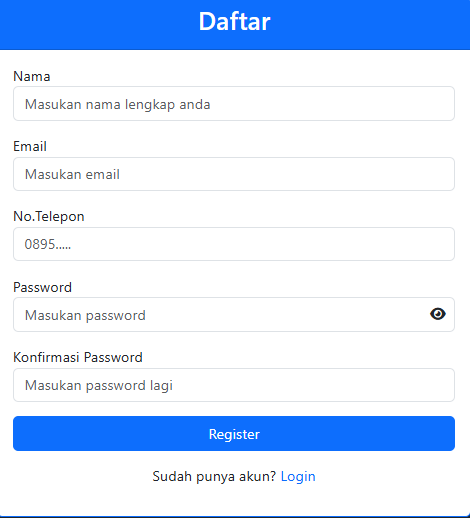 Daftar
Nama
Masukan nama lengkap anda
Email
Masukan email
No.Telepon
0895.....
Password
Masukan password
Konfirmasi Password
Masukan password lagi
Register
Sudah punya akun? Login